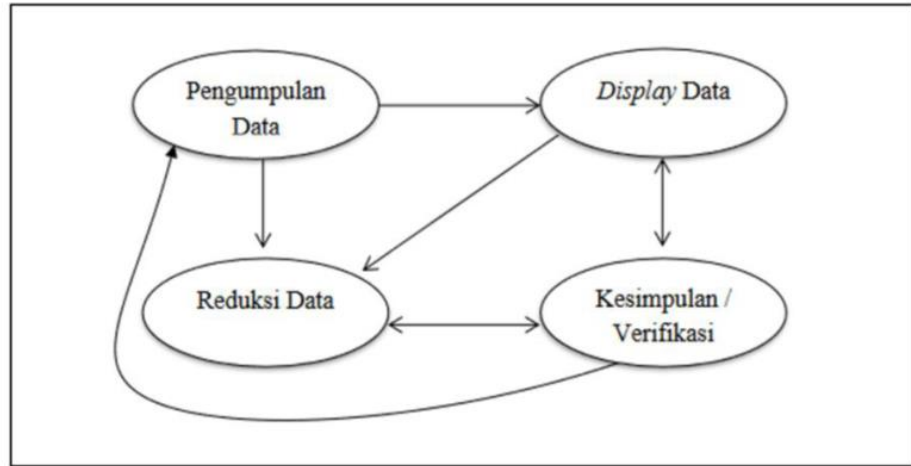 Pengumpulan
Data
Display Data
Reduksi Data
Kesimpulan /
Verifikasi